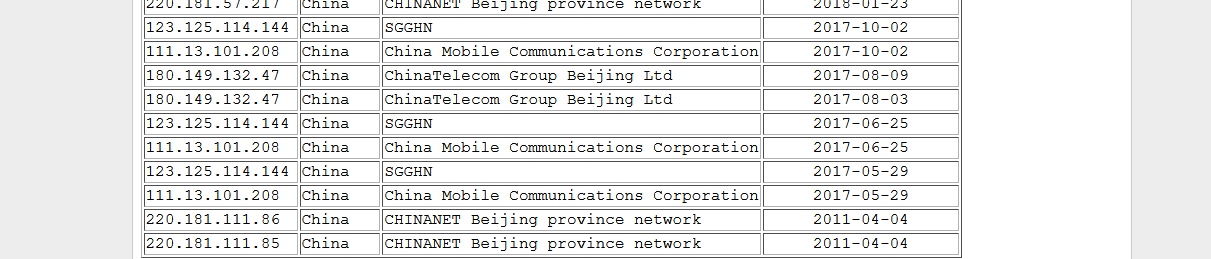 220.181.57.217 China CHINANET Beijing province network 2018-01-23
123.125.114.144 China SGGHN 2017-10-02
111.13.101.208 China China Mobile Communications Corporation 2017-10-02
180.149.132.47 China ChinaTelecom Group Beijing Ltd 2017-08-09
180.149.132.47 China ChinaTelecom Group Beijing Ltd 2017-08-03
123.125.114.144 China SGGHN 2017-06-25
111.13.101.208 China China Mobile Communications Corporation 2017-06-25
123.125.114.144 China SGGHN 2017-05-29
111.13.101.208 China China Mobile Communications Corporation 2017-05-29
220.181.111.86 China CHINANET Beijing province network 2011-04-04
220.181.111.85 China CHINANET Beijing province network 2011-04-04